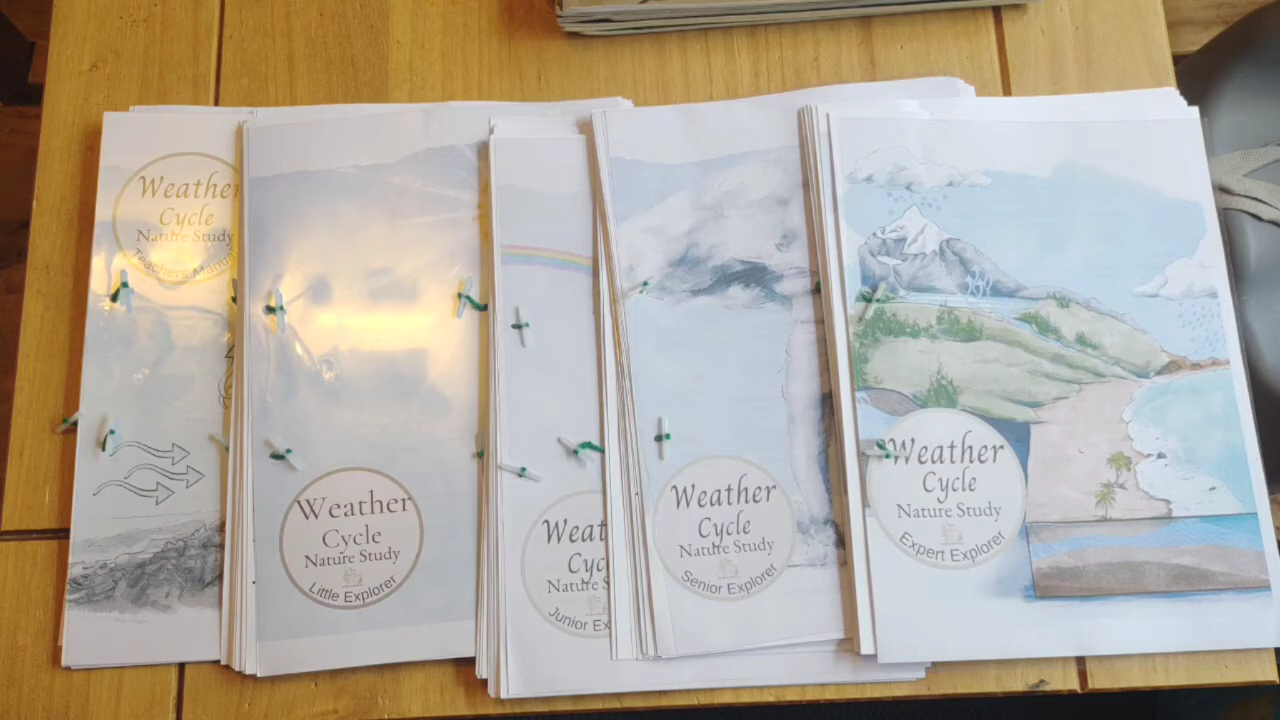 Weather
Cycle
Nature Study
Teachers Manual
Weather
Cycle
Nature Study
Little Explorer
Weat
Cyc
Nature S
Junior Ex
Weather
Cycle
Nature Study
Senior Explorer
Weather
Cycle
Nature Study
Expert Explorer